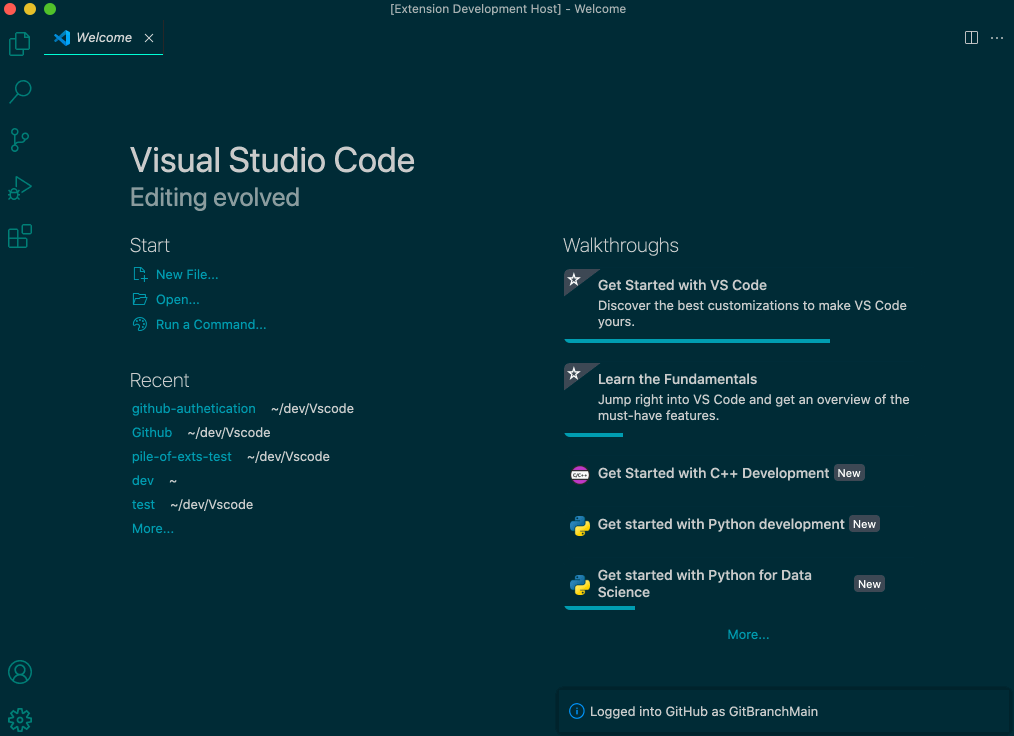 [Extension Development Host] - Welcome
Welcome
Visual Studio Code
Editing evolved
Start
New File...
Open...
Run a Command...
Recent
github-authetication ~/dev/Vscode
Github ~/dev/Vscode
pile-of-exts-test ~/dev/Vscode
dev ~
test ~/dev/Vscode
More...
Walkthroughs
Get Started with VS Code
Discover the best customizations to make VS Code
yours.
Learn the Fundamentals
Jump right into VS Code and get an overview of the
must-have features.
C/C++ Get Started with C++ Development New
Get started with Python development New
Get started with Python for Data
Science New
More...
Logged into GitHub as GitBranchMain